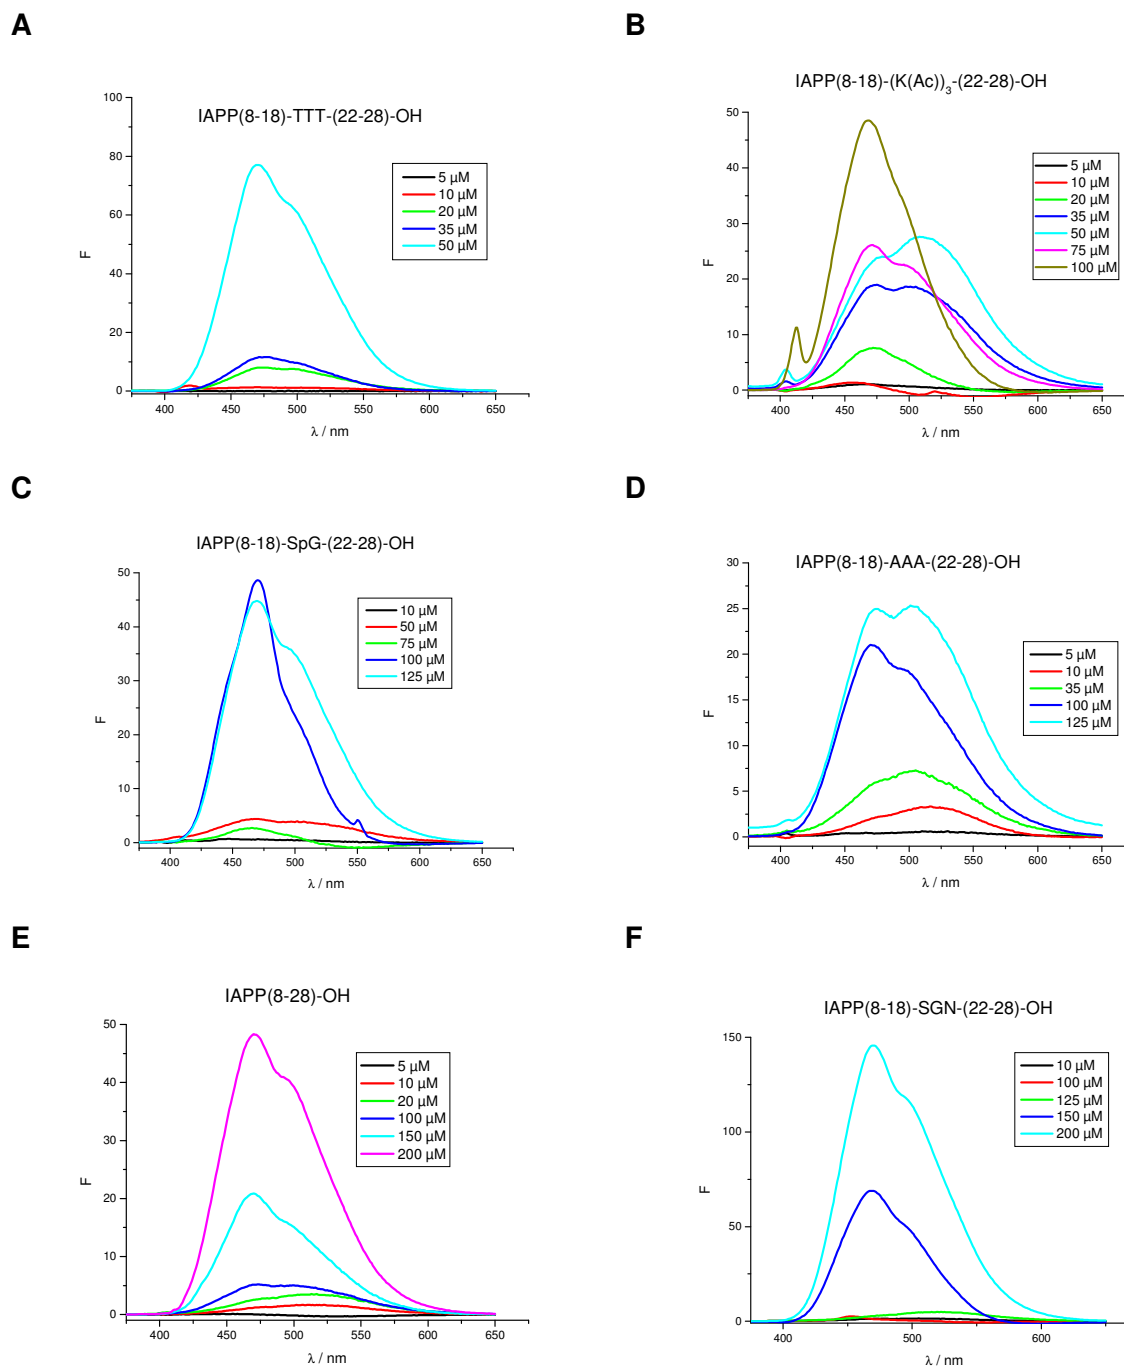 A
IAPP(8-18)-TTT-(22-28)-OH
100
80
60
40
20
0
F
400
450
500
550
600
650
λ / nm
5 µM
10 µM
20 µM
35 µM
50 µM
B
IAPP(8-18)-(K(Ac))3-(22-28)-OH
50
40
30
20
10
0
F
400
450
500
550
600
650
λ / nm
5 µM
10 µM
20 µM
35 µM
50 µM
75 µM
100 µM
C
IAPP(8-18)-SpG-(22-28)-OH
50
40
30
20
10
0
F
400
450
500
550
600
650
λ / nm
10 µM
50 µM
75 µM
100 µM
125 µM
D
IAPP(8-18)-AAA-(22-28)-OH
30
25
20
15
10
5
0
F
400
450
500
550
600
650
λ / nm
5 µM
10 µM
35 µM
100 µM
125 µM
E
IAPP(8-28)-OH
50
40
30
20
10
0
F
400
450
500
550
600
650
λ / nm
5 µM
10 µM
20 µM
100 µM
150 µM
200 µM
F
IAPP(8-18)-SGN-(22-28)-OH
150
100
50
0
F
400
500
600
λ / nm
10 µM
100 µM
125 µM
150 µM
200 µM